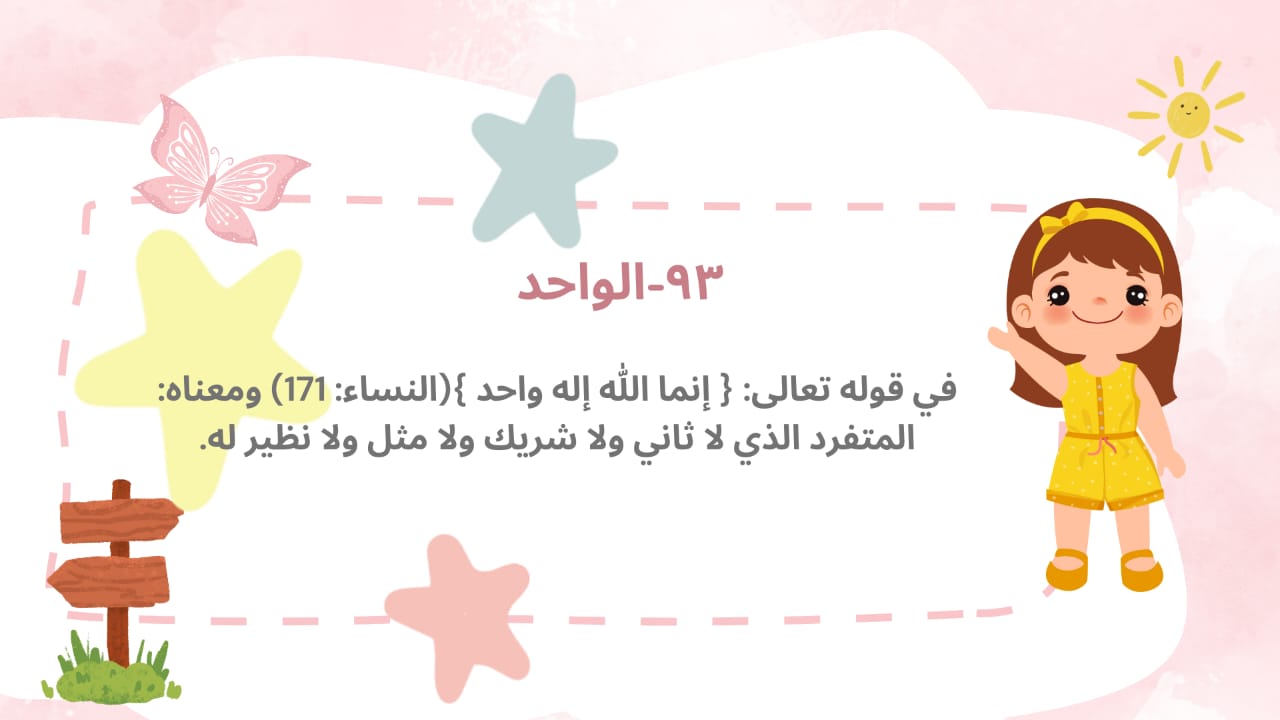 ٩٣-الواحد
في قوله تعالى: { إنما الله إله واحد }(النساء: 171) ومعناه:
المتفرد الذي لا ثاني ولا شريك ولا مثل ولا نظير له.